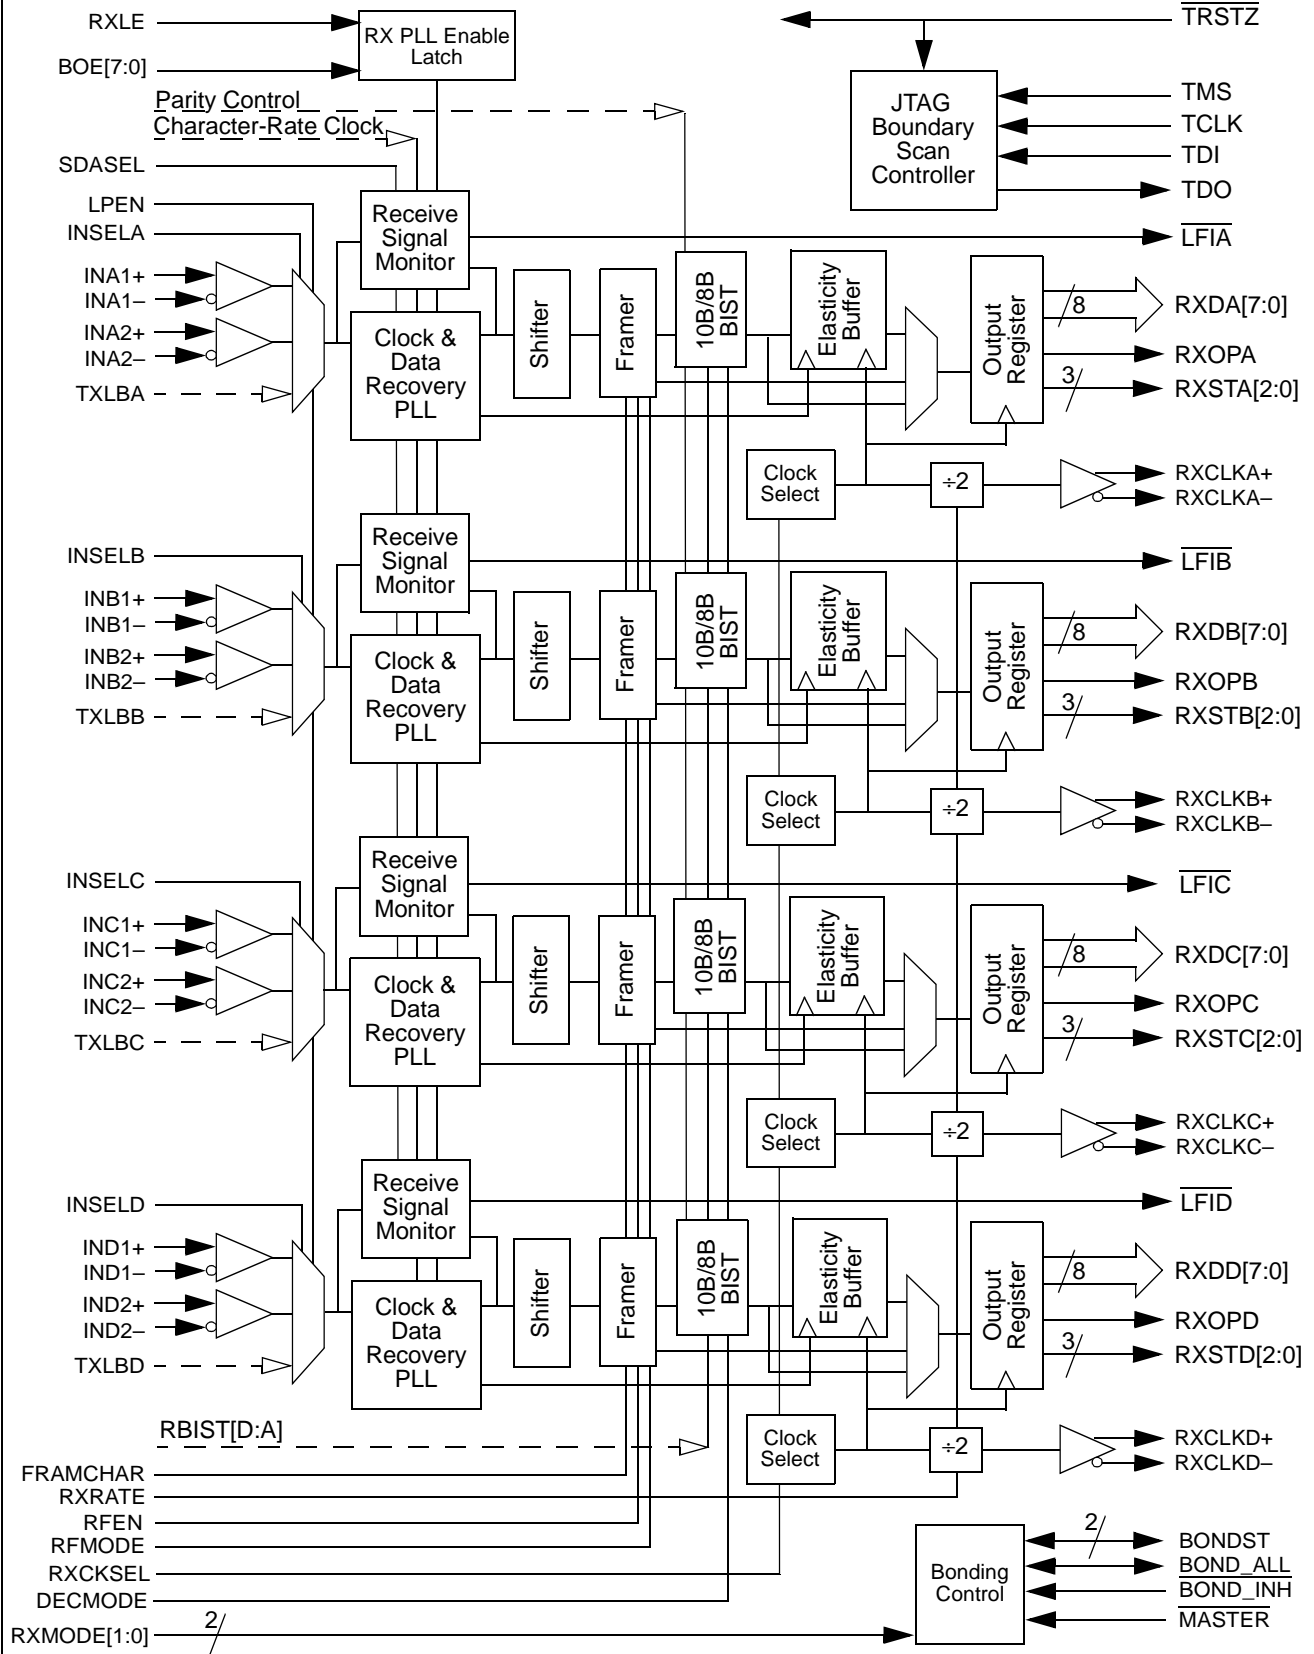 RXLE
BOE[7:0]
RX PLL Enable
Latch
TRSTZ
JTAG
Boundary
Scan
Controller
TMS
TCLK
TDI
TDO
Parity Control
Character-Rate Clock
SDASEL
LPEN
INSELA
INA1+
INA1–
INA2+
INA2–
TXLBA
Receive
Signal
Monitor
Clock &
Data
Recovery
PLL
Shifter
Framer
10B/8B
BIST
Elasticity
Buffer
Output
Register
LFIA
8
RXDA[7:0]
RXOPA
3
RXSTA[2:0]
Clock
Select
÷2
RXCLKA+
RXCLKA–
INSELB
INB1+
INB1–
INB2+
INB2–
TXLBB
Receive
Signal
Monitor
Clock &
Data
Recovery
PLL
Shifter
Framer
10B/8B
BIST
Elasticity
Buffer
Output
Register
LFIB
8
RXDB[7:0]
RXOPB
3
RXSTB[2:0]
Clock
Select
÷2
RXCLKB+
RXCLKB–
INSELC
INC1+
INC1–
INC2+
INC2–
TXLBC
Receive
Signal
Monitor
Clock &
Data
Recovery
PLL
Shifter
Framer
10B/8B
BIST
Elasticity
Buffer
Output
Register
LFIC
8
RXDC[7:0]
RXOPC
3
RXSTC[2:0]
Clock
Select
÷2
RXCLKC+
RXCLKC–
INSELD
IND1+
IND1–
IND2+
IND2–
TXLBD
Receive
Signal
Monitor
Clock &
Data
Recovery
PLL
Shifter
Framer
10B/8B
BIST
Elasticity
Buffer
Output
Register
LFID
8
RXDD[7:0]
RXOPD
3
RXSTD[2:0]
Clock
Select
÷2
RXCLKD+
RXCLKD–
RBIST[D:A]
FRAMCHAR
RXRATE
RFEN
RFMODE
RXCKSEL
DECMODE
RXMODE[1:0]
2
Bonding
Control
2
BONDST
BOND_ALL
BOND_INH
MASTER